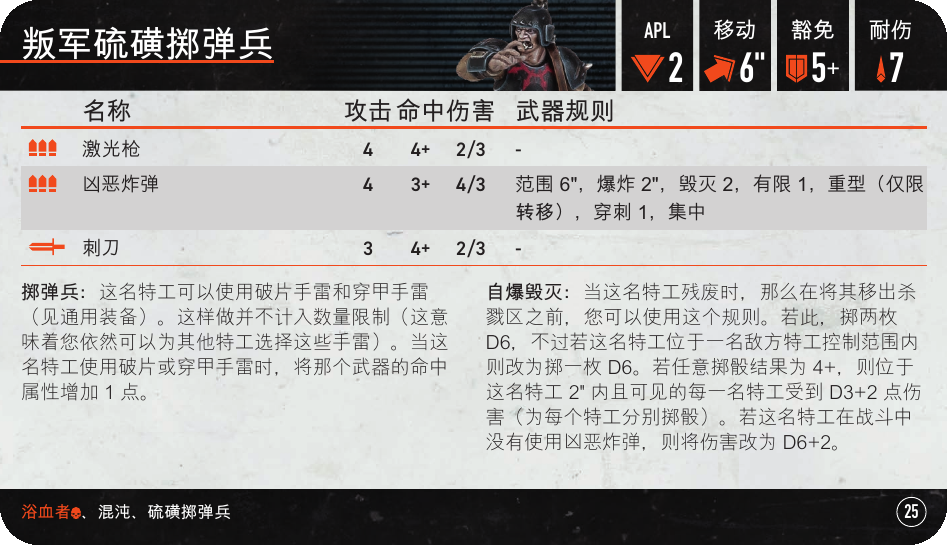 叛军硫磺掷弹兵
APL 移动 豁免 耐伤
2 6" 5+ 7
名称 攻击 命中 伤害 武器规则
激光枪 4 4+ 2/3 -
凶恶炸弹 4 3+ 4/3 范围 6"，爆炸 2"，毁灭 2，有限 1，重型（仅限
转移），穿刺 1，集中
刺刀 3 4+ 2/3 -
掷弹兵：这名特工可以使用破片手雷和穿甲手雷
（见通用装备）。这样做并不计入数量限制（这意
味着您依然可以为其他特工选择这些手雷）。当这
名特工使用破片或穿甲手雷时，将那个武器的命中
属性增加 1 点。
自爆毁灭：当这名特工残废时，那么在将其移出杀
戮区之前，您可以使用这个规则。若此，掷两枚
D6，不过若这名特工位于一名敌方特工控制范围内
则改为掷一枚 D6。若任意掷骰结果为 4+，则位于
这名特工 2" 内且可见的每一名特工受到 D3+2 点伤
害（为每个特工分别掷骰）。若这名特工在战斗中
没有使用凶恶炸弹，则将伤害改为 D6+2。
浴血者、混沌、硫磺掷弹兵
25